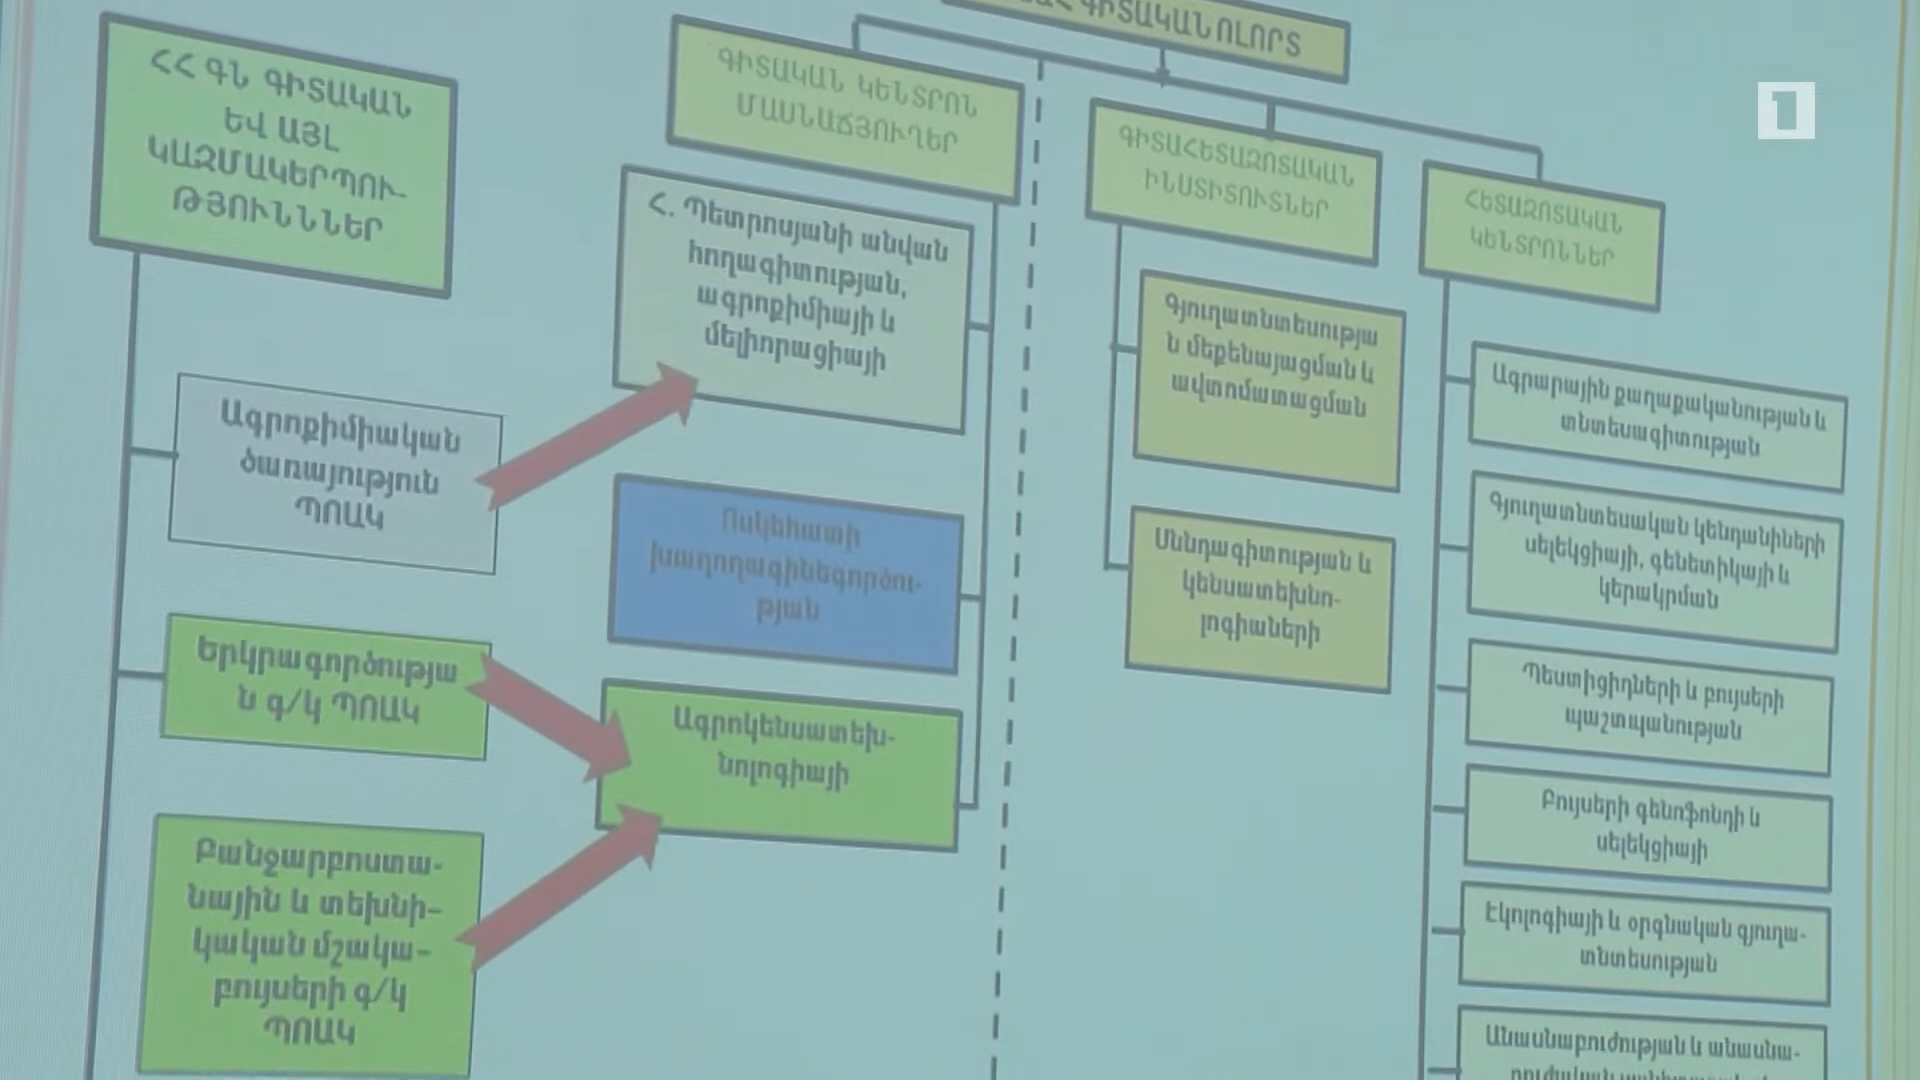 ԳԻՏԱԿԱՆ ՈԼՈՐՏ
ՀՀ ԳՆ ԳԻՏԱԿԱՆ
ԵՎ ԱՅԼ
ԿԱԶՄԱԿԵՐՊՈՒ-
ԹՅՈՒՆՆՆԵՐ
Ագրոքիմիական
ծառայություն
ՊՈԱԿ
Երկրագործությա
ն գ/կ ՊՈԱԿ
Բանջարբոստա-
նային և տեխնի-
կական մշակա-
բույսերի գ/կ
ՊՈԱԿ
ԳԻՏԱԿԱՆ ԿԵՆՏՐՈՆ
ՄԱՍՆԱՃՅՈՒՂԵՐ
Հ. Պետրոսյանի անվան
հողագիտության,
ագրոքիմիայի և
մելիորացիայի
Ոսկեհատի
խաղողագինեգործու-
թյան
Ագրոկենսատեխ-
նոլոգիայի
ԳԻՏԱՀԵՏԱԶՈՏԱԿԱՆ
ԻՆՍՏԻՏՈՒՏՆԵՐ
Գյուղատնտեսությա
ն մեքենայացման և
ավտոմատացման
Սննդագիտության և
կենսատեխնո-
լոգիաների
ՀԵՏԱԶՈՏԱԿԱՆ
ԿԵՆՏՐՈՆՆԵՐ
Ագրարային քաղաքականության և
տնտեսագիտության
Գյուղատնտեսական կենդանիների
սելեկցիայի, գենետիկայի և
կերակրման
Պեստիցիդների և բույսերի
պաշտպանության
Բույսերի գենոֆոնդի և
սելեկցիայի
Էկոլոգիայի և օրգնական գյուղա-
տնտեսության
Անասնաբուժության և անասնա-
1